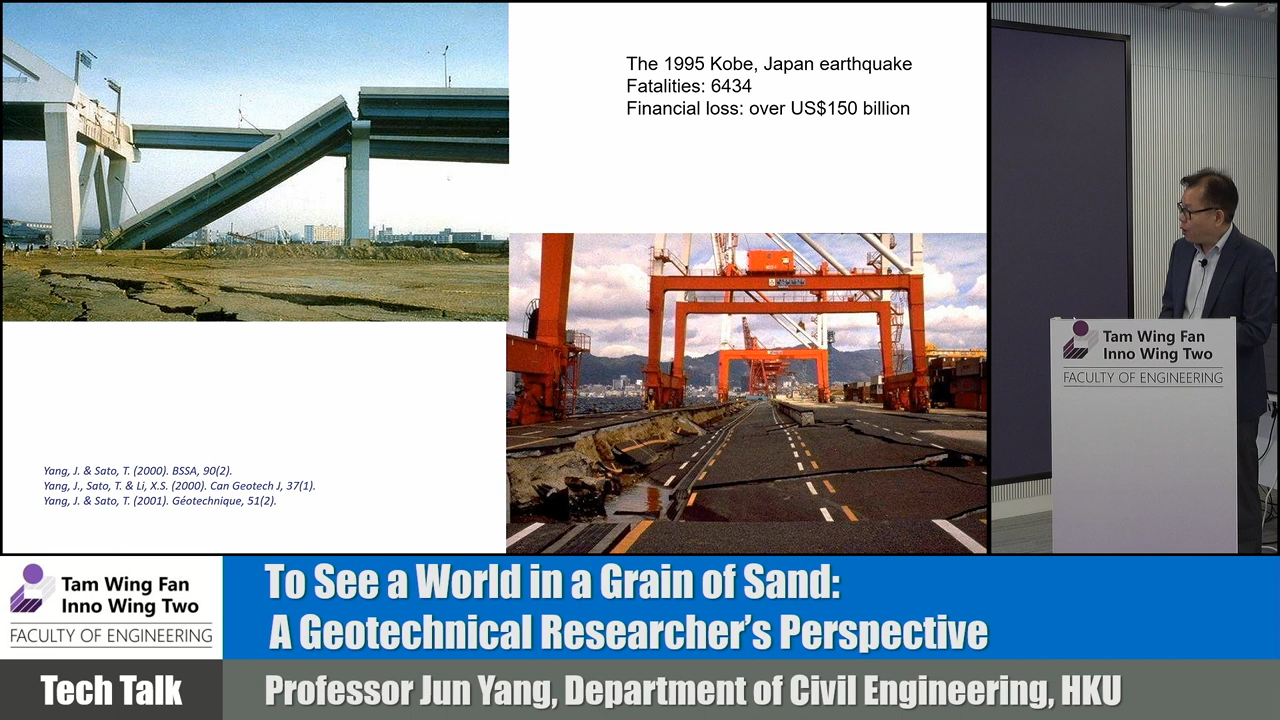 The 1995 Kobe, Japan earthquake
Fatalities: 6434
Financial loss: over US$150 billion
Yang, J. & Sato, T. (2000). BSSA, 90(2).
Yang, J., Sato, T. & Li, X.S. (2000). Can Geotech J, 37(1).
Yang, J. & Sato, T. (2001). Géotechnique, 51(2).
Tam Wing Fan
Inno Wing Two
FACULTY OF ENGINEERING
Tam Wing Fan
Inno Wing Two
FACULTY OF ENGINEERING
To See a World in a Grain of Sand:
A Geotechnical Researcher’s Perspective
Tech Talk
Professor Jun Yang, Department of Civil Engineering, HKU